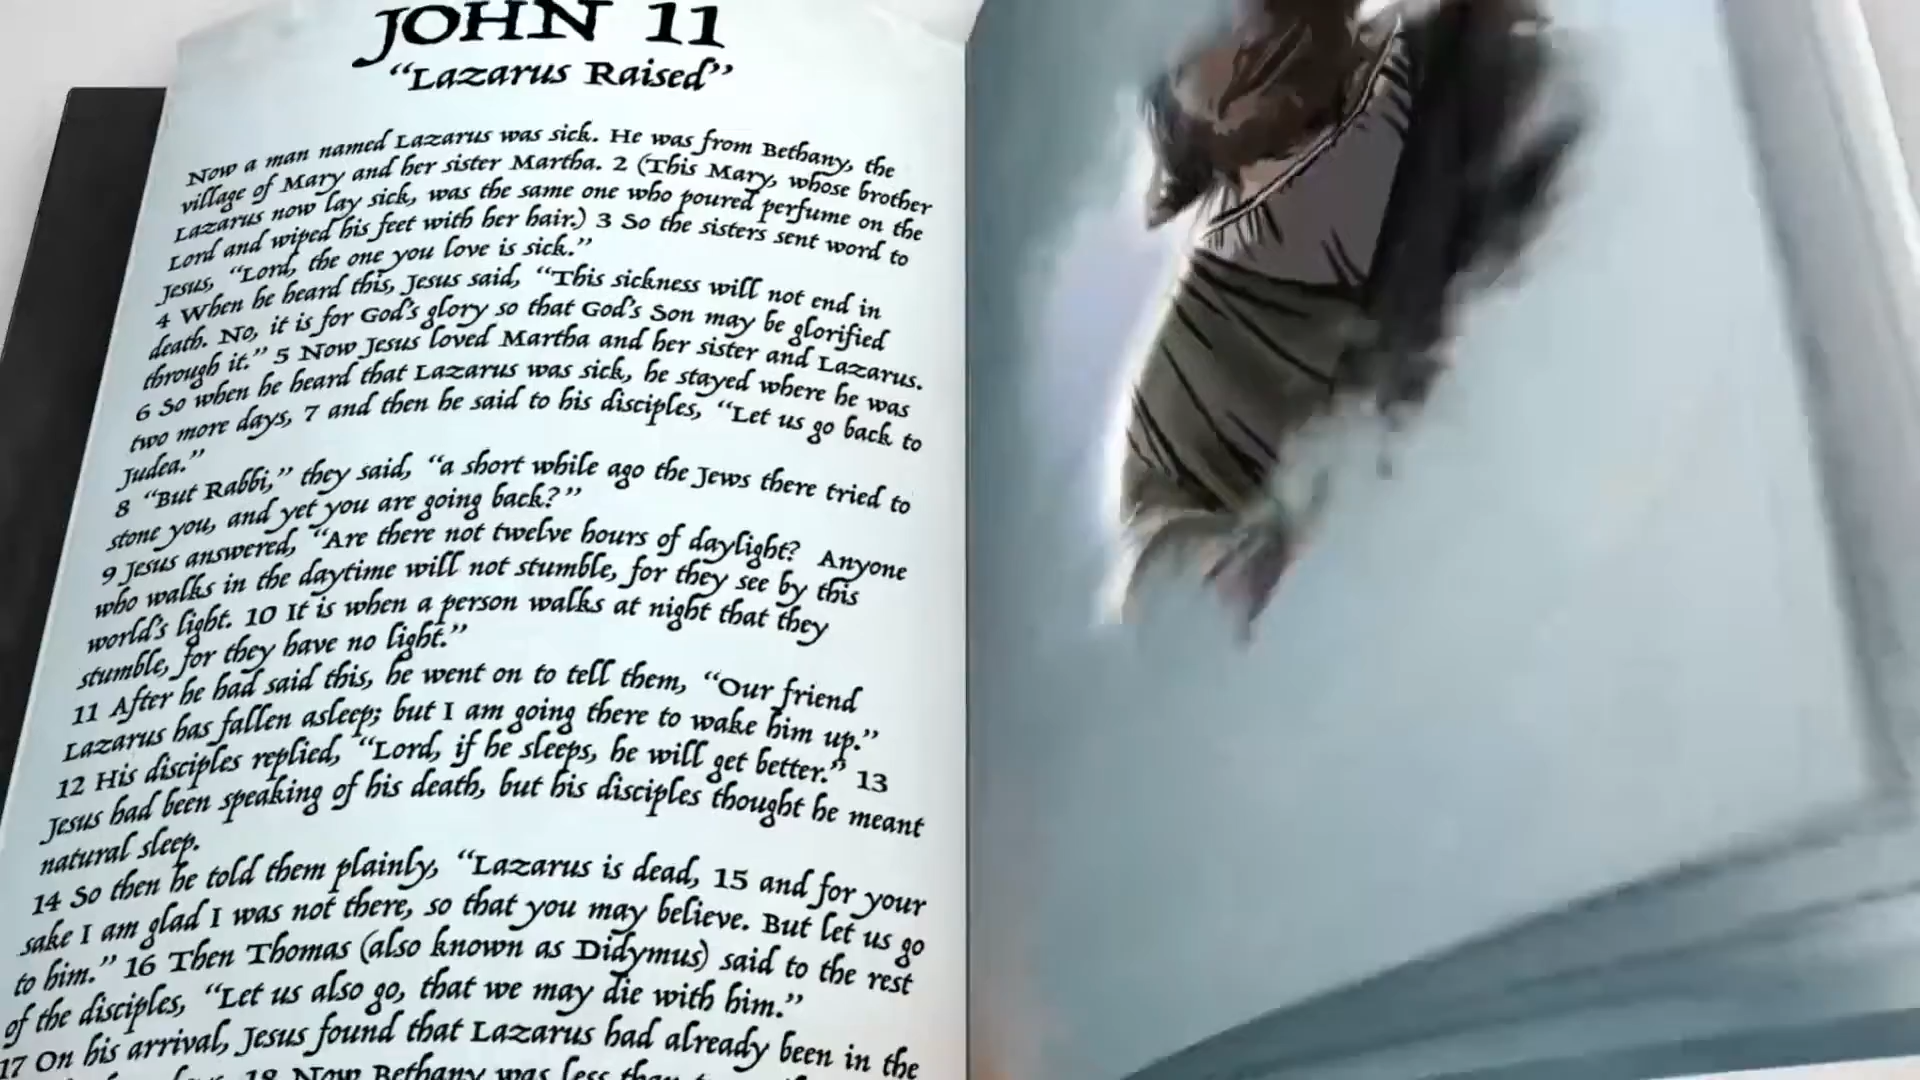 JOHN 11
“Lazarus Raised”
Now a man named Lazarus was sick. He was from Bethany, the
village of Mary and her sister Martha. 2 (This Mary, whose brother
Lazarus now lay sick, was the same one who poured perfume on the
Lord and wiped his feet with her hair.) 3 So the sisters sent word to
Jesus, “Lord, the one you love is sick.”
4 When he heard this, Jesus said, “This sickness will not end in
death. No, it is for God's glory so that God's Son may be glorified
through it.” 5 Now Jesus loved Martha and her sister and Lazarus.
6 So when he heard that Lazarus was sick, he stayed where he was
two more days, 7 and then he said to his disciples, “Let us go back to
Judea.”
8 “But Rabbi,” they said, “a short while ago the Jews there tried to
stone you, and yet you are going back?”
9 Jesus answered, “Are there not twelve hours of daylight? Anyone
who walks in the daytime will not stumble, for they see by this
world's light. 10 It is when a person walks at night that they
stumble, for they have no light.”
11 After he had said this, he went on to tell them, “Our friend
Lazarus has fallen asleep; but I am going there to wake him up.”
12 His disciples replied, “Lord, if he sleeps, he will get better.” 13
Jesus had been speaking of his death, but his disciples thought he meant
natural sleep.
14 So then he told them plainly, “Lazarus is dead, 15 and for your
sake I am glad I was not there, so that you may believe. But let us go
to him.” 16 Then Thomas (also known as Didymus) said to the rest
of the disciples, “Let us also go, that we may die with him.”
17 On his arrival, Jesus found that Lazarus had already been in the
18 Now Bethany was less than